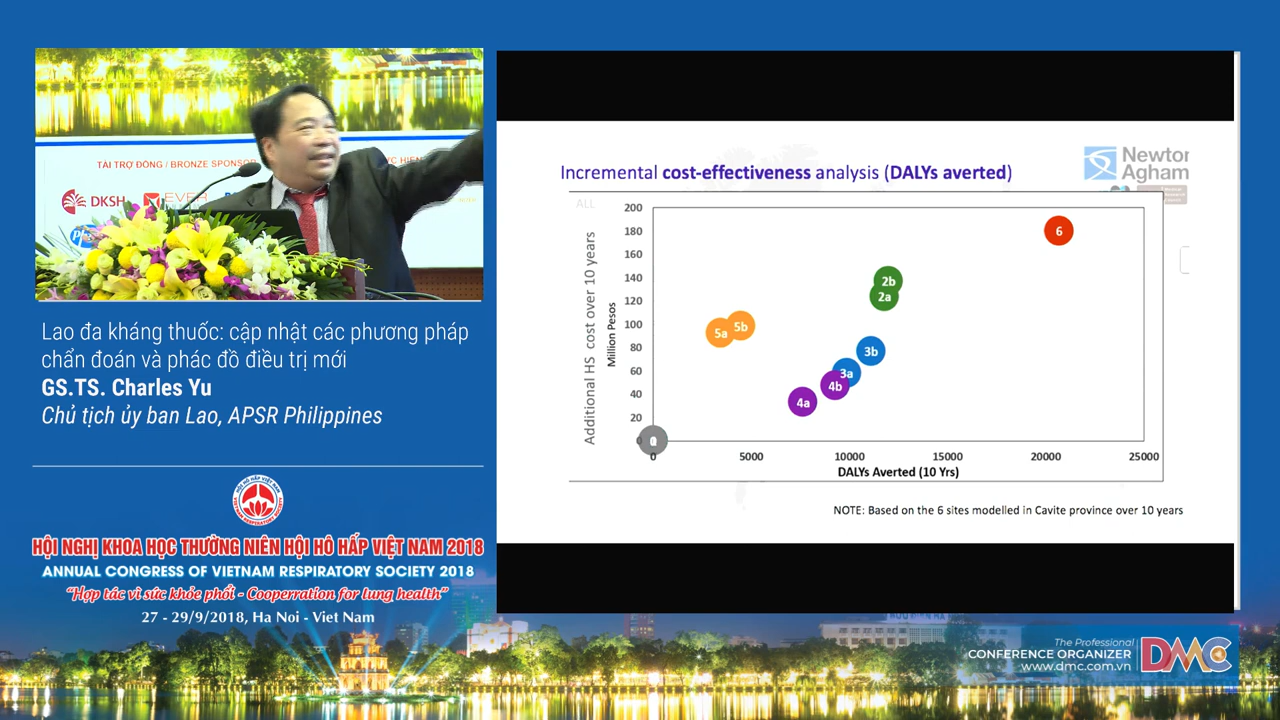 TÀI TRỢ ĐỒNG / BRONZE SPONSOR
DKSH
Lao đa kháng thuốc: cập nhật các phương pháp
chẩn đoán và phác đồ điều trị mới
GS.TS. Charles Yu
Chủ tịch ủy ban Lao, APSR Philippines
HỘI NGHỊ KHOA HỌC THƯỜNG NIÊN HỘI HÔ HẤP VIỆT NAM 2018
ANNUAL CONGRESS OF VIETNAM RESPIRATORY SOCIETY 2018
“Hợp tác vì sức khỏe phổi - Cooperration for lung health”
27 - 29/9/2018, Ha Noi - Viet Nam
Incremental cost-effectiveness analysis (DALYs averted)
Newton
Agham
ALL
Additional HS cost over 10 years
Million Pesos
200
180
160
140
120
100
80
60
40
20
0
6
2b
2a
5a
5b
3b
3a
4b
4a
0
0
5000
10000
15000
20000
25000
DALYs Averted (10 Yrs)
NOTE: Based on the 6 sites modelled in Cavite province over 10 years
The Professional
CONFERENCE ORGANIZER
www.dmc.com.vn
DMC